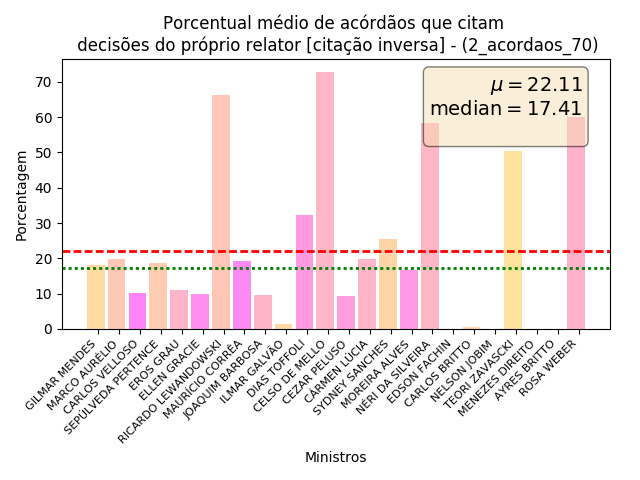 Porcentual médio de acórdãos que citam
decisões do próprio relator [citação inversa] - (2_acordaos_70)
μ = 22.11
median = 17.41
Porcentagem
70
60
50
40
30
20
10
0
GILMAR MENDES
MARCO AURÉLIO
CARLOS VELLOSO
SEPÚLVEDA PERTENCE
EROS GRAU
ELLEN GRACIE
RICARDO LEWANDOWSKI
MAURÍCIO CORRÊA
JOAQUIM BARBOSA
ILMAR GALVÃO
DIAS TOFFOLI
CELSO DE MELLO
CEZAR PELUSO
CÁRMEN LÚCIA
SYDNEY SANCHES
MOREIRA ALVES
NÉRI DA SILVEIRA
EDSON FACHIN
CARLOS BRITTO
NELSON JOBIM
TEORI ZAVASCKI
MENEZES DIREITO
AYRES BRITTO
ROSA WEBER
Ministros